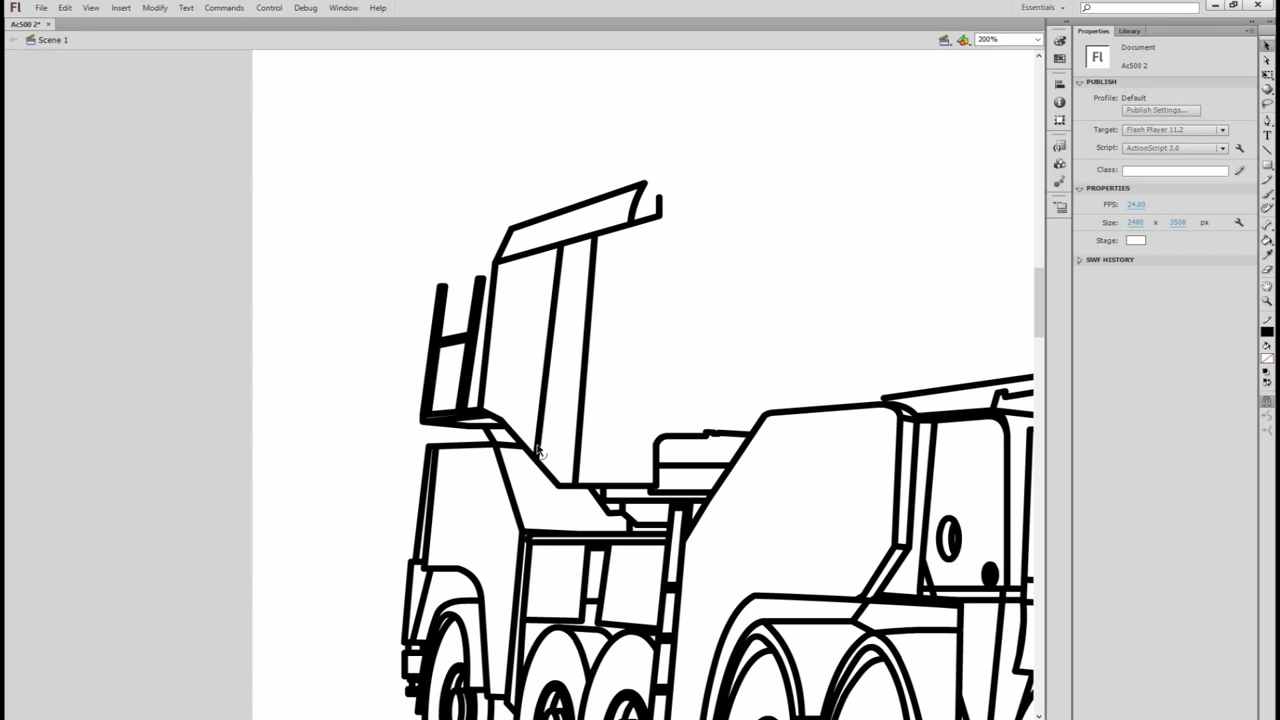 Fl File Edit View Insert Modify Text Commands Control Debug Window Help Essentials
Ac500 2* ×
Scene 1 200%
Properties Library
Fl Document
Ac500 2
PUBLISH
Profile: Default
Publish Settings...
Target: Flash Player 11.2
Script: ActionScript 3.0
Class:
PROPERTIES
FPS: 24.00
Size: 2480 x 3508 px
Stage:
SWF HISTORY